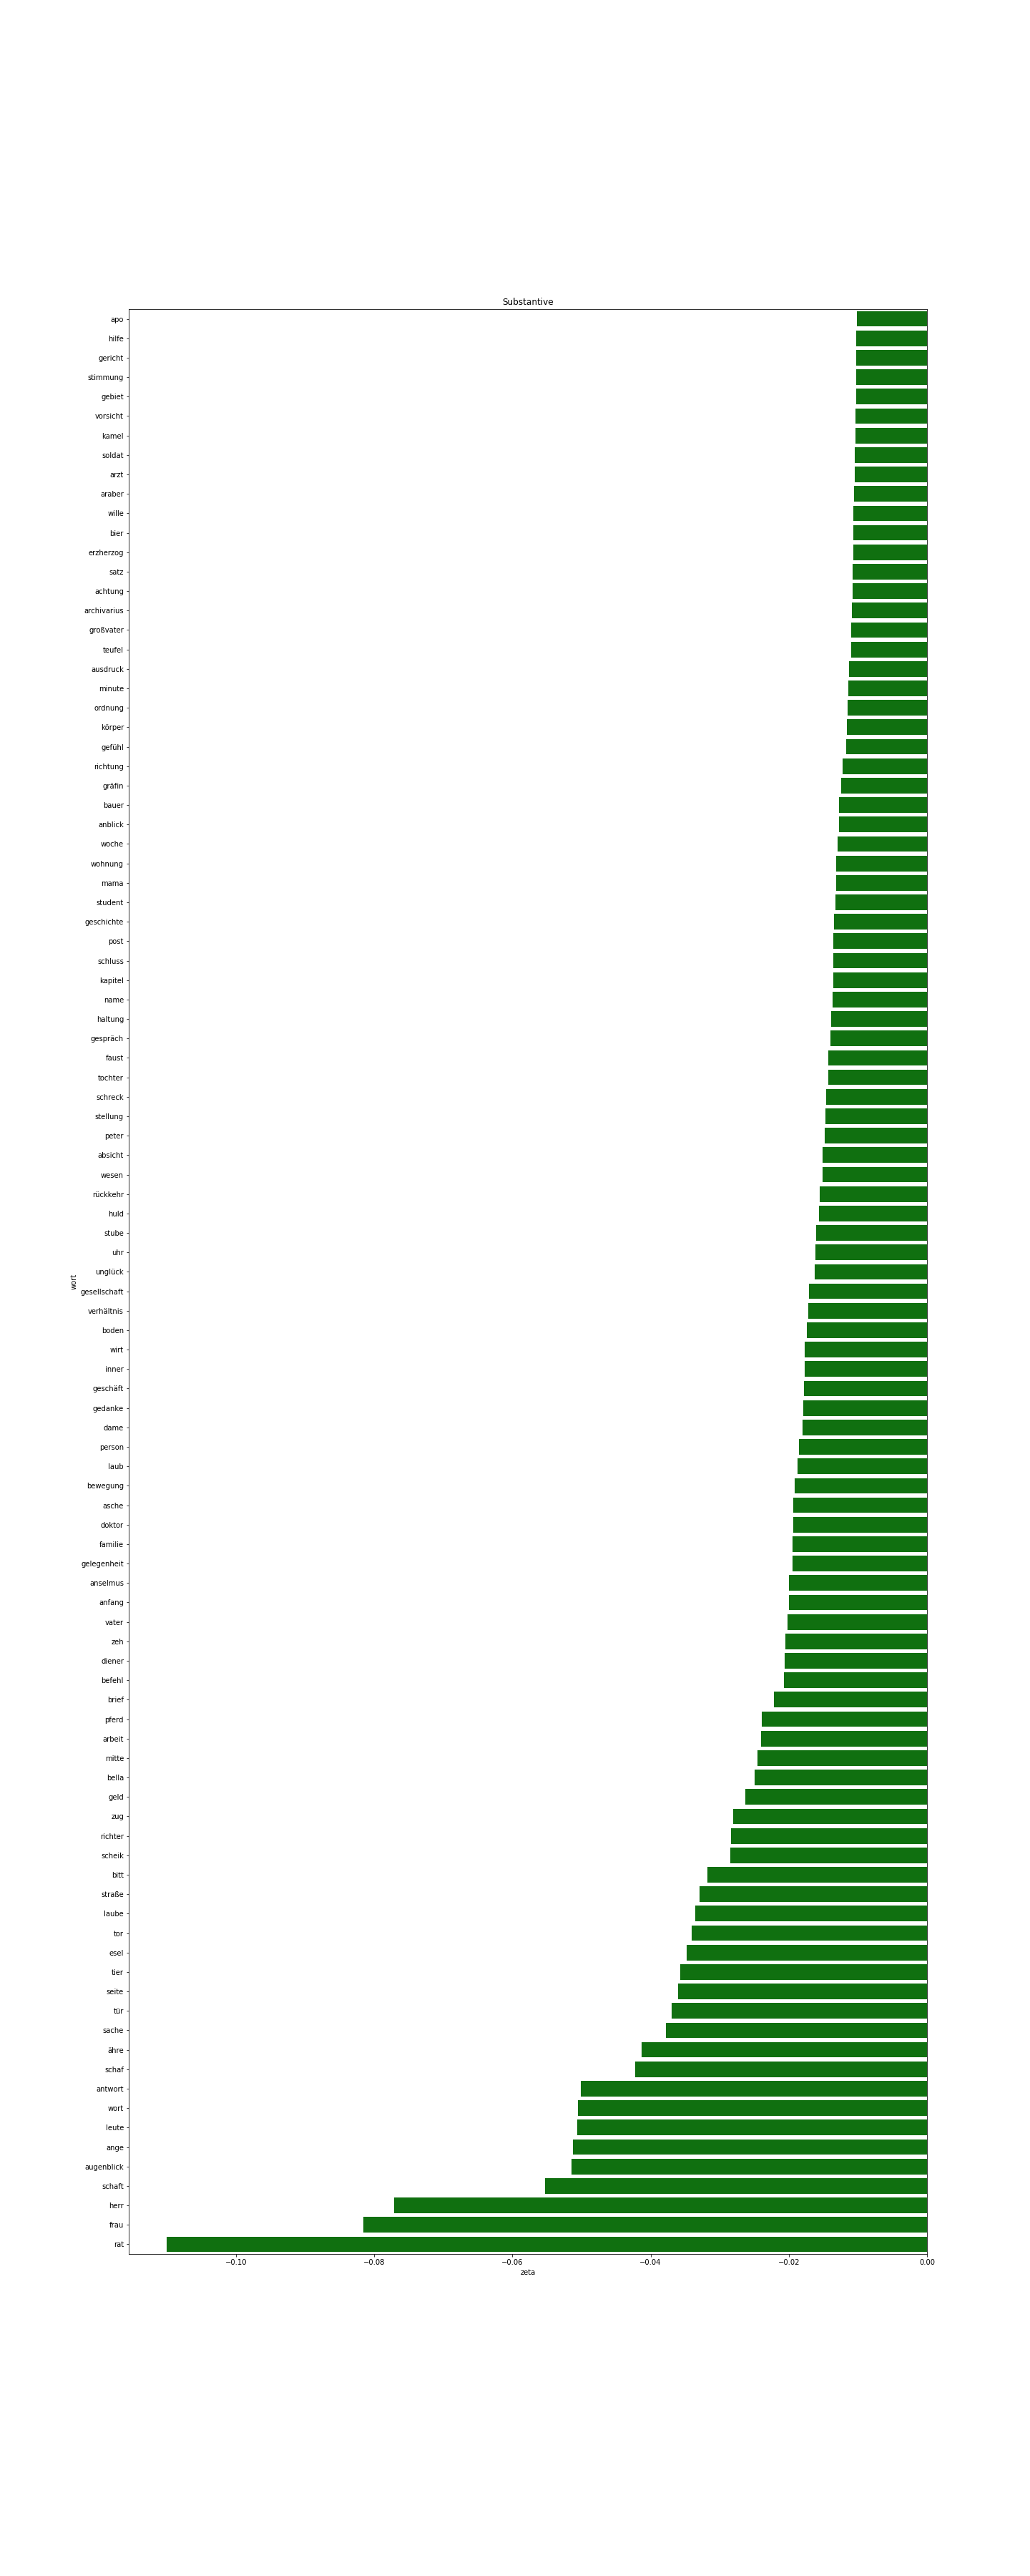 Substantive
apo
hilfe
gericht
stimmung
gebiet
vorsicht
kamel
soldat
arzt
araber
wille
bier
erzherzog
satz
achtung
archivarius
großvater
teufel
ausdruck
minute
ordnung
körper
gefühl
richtung
gräfin
bauer
anblick
woche
wohnung
mama
student
geschichte
post
schluss
kapitel
name
haltung
gespräch
faust
tochter
schreck
stellung
peter
absicht
wesen
rückkehr
huld
stube
uhr
unglück
wort
gesellschaft
verhältnis
boden
wirt
inner
geschäft
gedanke
dame
person
laub
bewegung
asche
doktor
familie
gelegenheit
anselmus
anfang
vater
zeh
diener
befehl
brief
pferd
arbeit
mitte
bella
geld
zug
richter
scheik
bitt
straße
laube
tor
esel
tier
seite
tür
sache
ähre
schaf
antwort
wort
leute
ange
augenblick
schaft
herr
frau
rat
−0.10 −0.08 −0.06 −0.04 −0.02 0.00
zeta